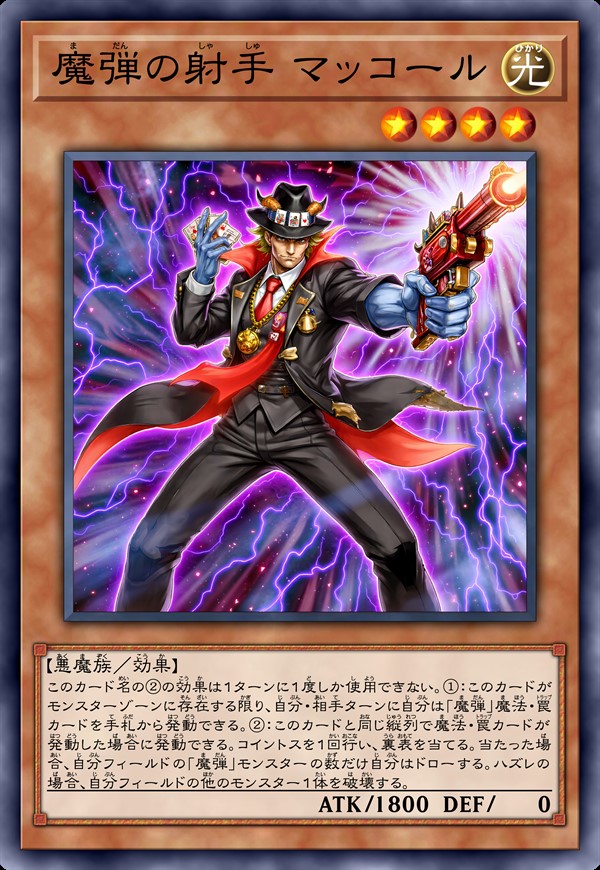 魔弾の射手 マッコール
光
【悪魔族／効果】
このカード名の②の効果は1ターンに1度しか使用できない。①：このカードが
モンスターゾーンに存在する限り、自分・相手ターンに自分は「魔弾」魔法・罠
カードを手札から発動できる。②：このカードと同じ縦列で魔法・罠カードが
発動した場合に発動できる。コイントスを1回行い、裏表を当てる。当たった場
合、自分フィールドの「魔弾」モンスターの数だけ自分はドローする。ハズレの
場合、自分フィールドの他のモンスター1体を破壊する。
ATK/1800 DEF/ 0